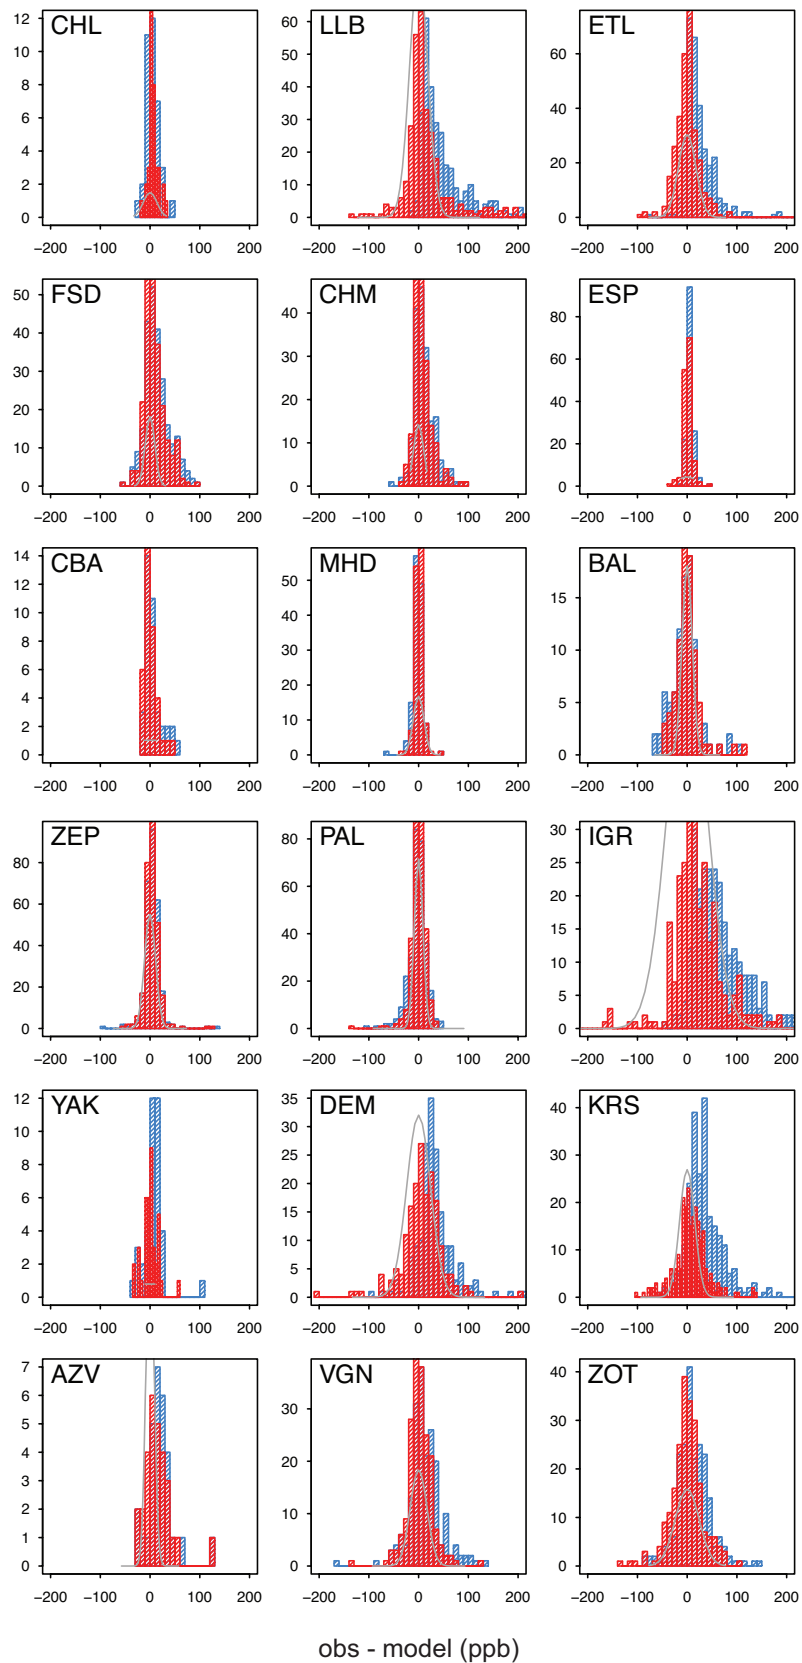 CHL LLB ETL
12 10 8 6 4 2 0
60 50 40 30 20 10 0
60 40 20 0
−200 −100 0 100 200 −200 −100 0 100 200 −200 −100 0 100 200
FSD CHM ESP
50 40 30 20 10 0
40 30 20 10 0
80 60 40 20 0
−200 −100 0 100 200 −200 −100 0 100 200 −200 −100 0 100 200
CBA MHD BAL
14 12 10 8 6 4 2 0
50 40 30 20 10 0
15 10 5 0
−200 −100 0 100 200 −200 −100 0 100 200 −200 −100 0 100 200
ZEP PAL IGR
80 60 40 20 0
80 60 40 20 0
30 25 20 15 10 5 0
−200 −100 0 100 200 −200 −100 0 100 200 −200 −100 0 100 200
YAK DEM KRS
12 10 8 6 4 2 0
35 30 25 20 15 10 5 0
40 30 20 10 0
−200 −100 0 100 200 −200 −100 0 100 200 −200 −100 0 100 200
AZV VGN ZOT
7 6 5 4 3 2 1 0
30 20 10 0
40 30 20 10 0
−200 −100 0 100 200 −200 −100 0 100 200 −200 −100 0 100 200
obs - model (ppb)